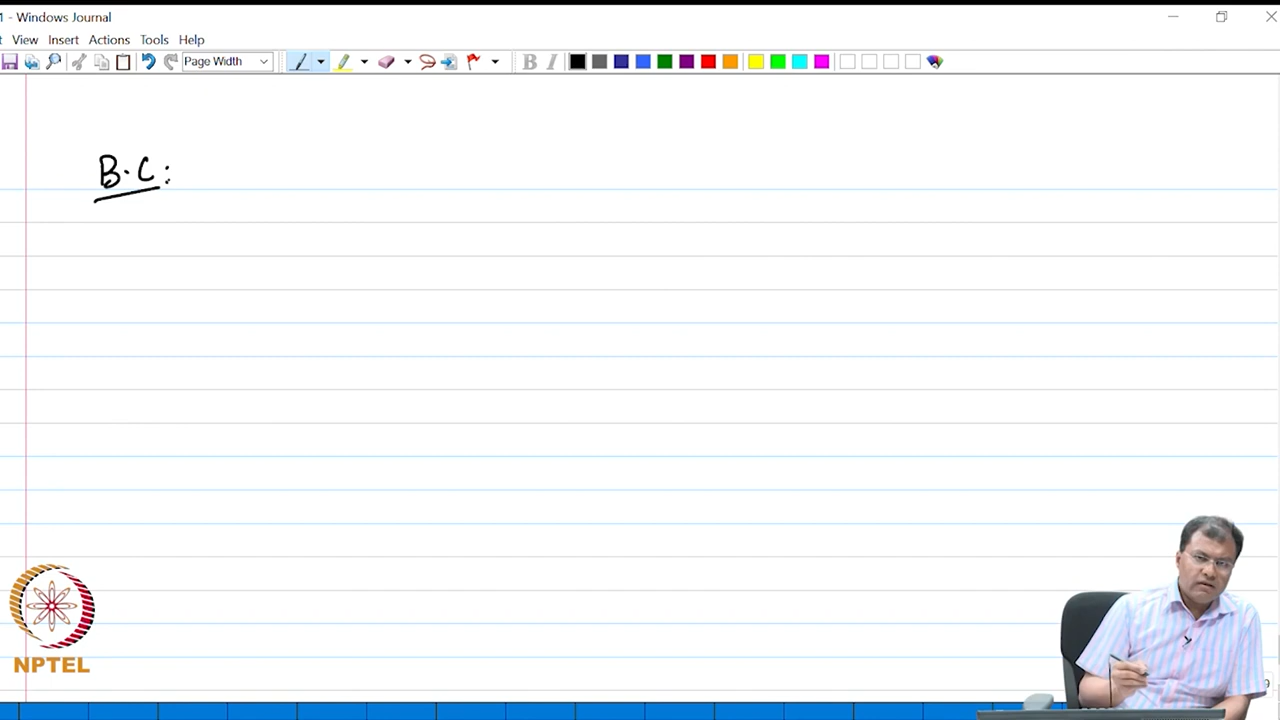 1 - Windows Journal
t View Insert Actions Tools Help
Page Width
B I
B.C:
NPTEL